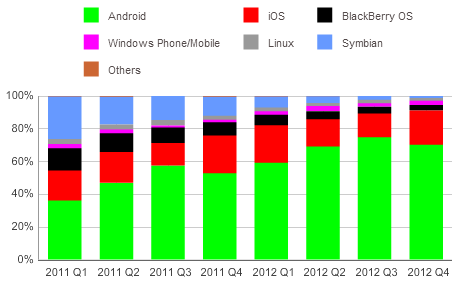 Android iOS BlackBerry OS
Windows Phone/Mobile Linux Symbian
Others
100%
80%
60%
40%
20%
0%
2011 Q1 2011 Q2 2011 Q3 2011 Q4 2012 Q1 2012 Q2 2012 Q3 2012 Q4